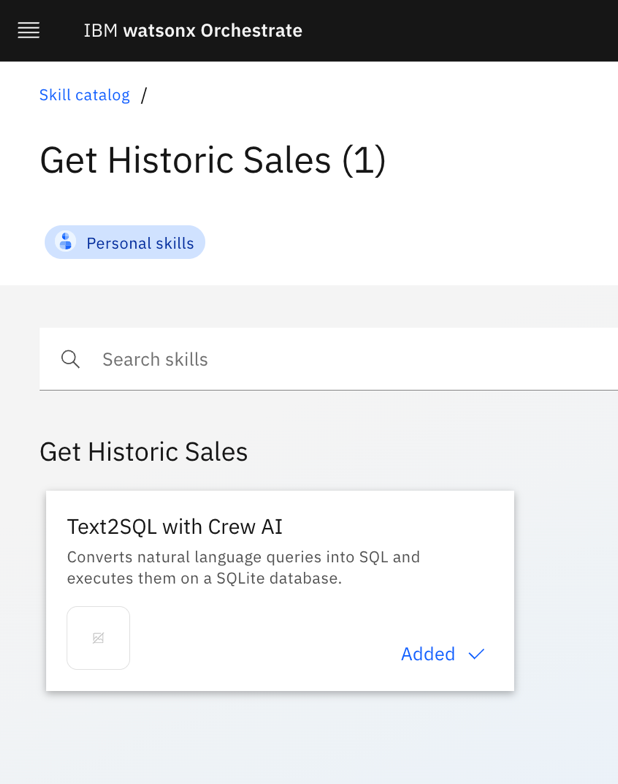 IBM watsonx Orchestrate
Skill catalog /
Get Historic Sales (1)
Personal skills
Search skills
Get Historic Sales
Text2SQL with Crew AI
Converts natural language queries into SQL and
executes them on a SQLite database.
Added